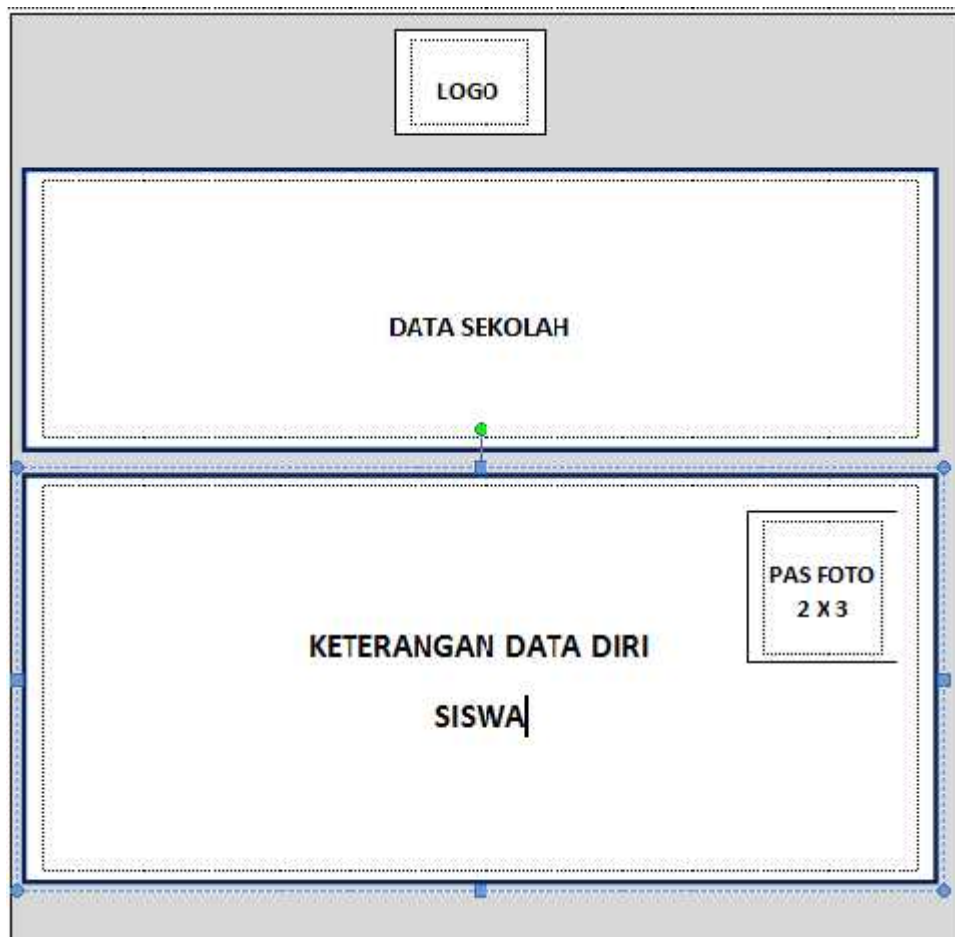 LOGO
DATA SEKOLAH
PAS FOTO
2 X 3
KETERANGAN DATA DIRI
SISWA